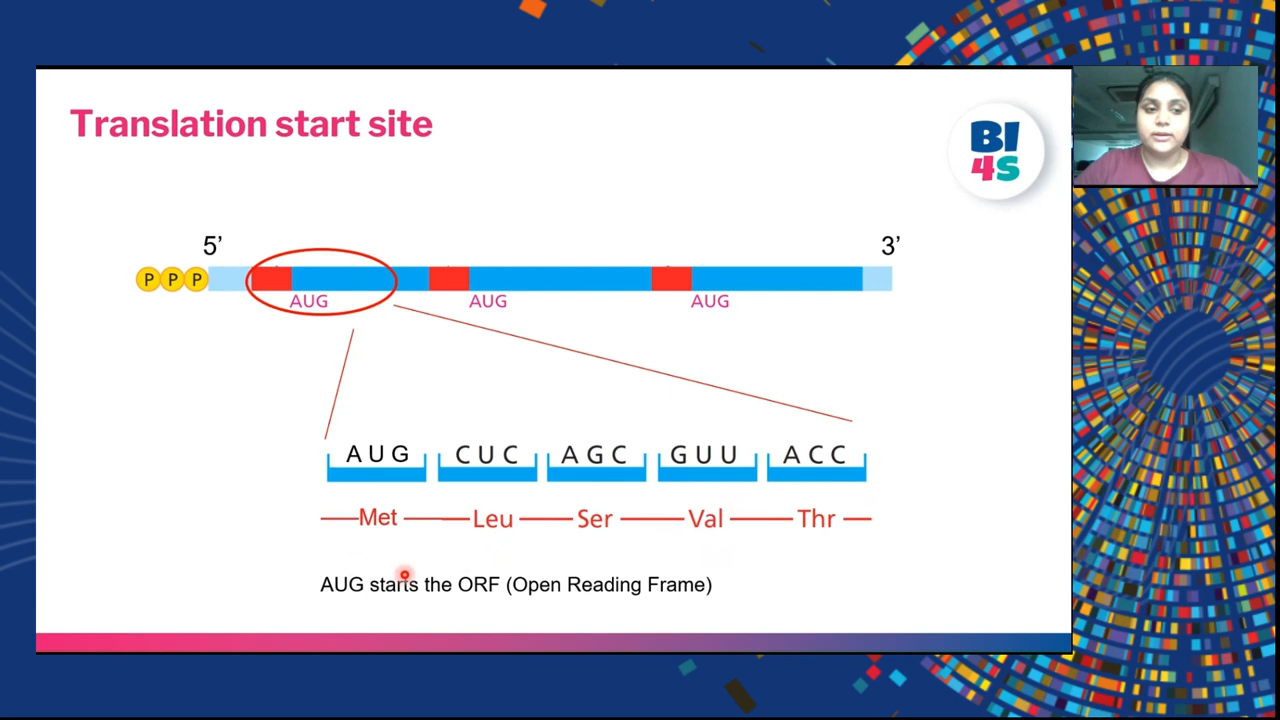 Translation start site
BI
4S
5’ 3’
P P P
AUG AUG AUG
AUG CUC AGC GUU ACC
Met Leu Ser Val Thr
AUG starts the ORF (Open Reading Frame)